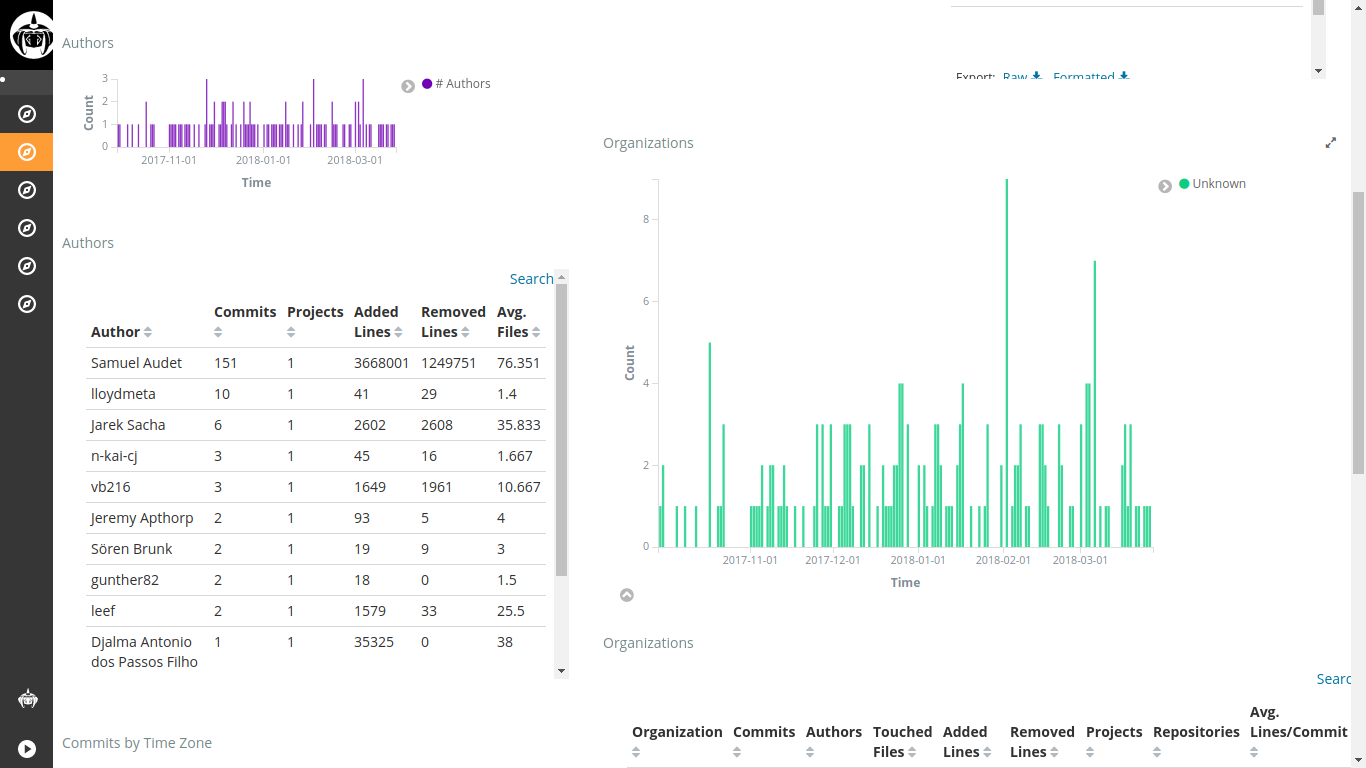 Authors
3
2
1
0
Count
2017-11-01 2018-01-01 2018-03-01
Time
# Authors
Authors
Search
Author Commits Projects Added Lines Removed Lines Avg. Files
Samuel Audet 151 1 3668001 1249751 76.351
lloydmeta 10 1 41 29 1.4
Jarek Sacha 6 1 2602 2608 35.833
n-kai-cj 3 1 45 16 1.667
vb216 3 1 1649 1961 10.667
Jeremy Apthorp 2 1 93 5 4
Sören Brunk 2 1 19 9 3
gunther82 2 1 18 0 1.5
leef 2 1 1579 33 25.5
Djalma Antonio 1 1 35325 0 38
dos Passos Filho
Commits by Time Zone
Export: Raw Formatted
Organizations
8
6
4
2
0
Count
2017-11-01 2017-12-01 2018-01-01 2018-02-01 2018-03-01
Time
Unknown
Organizations
Searc
Organization Commits Authors Touched Files Added Lines Removed Lines Projects Repositories Avg. Lines/Commit